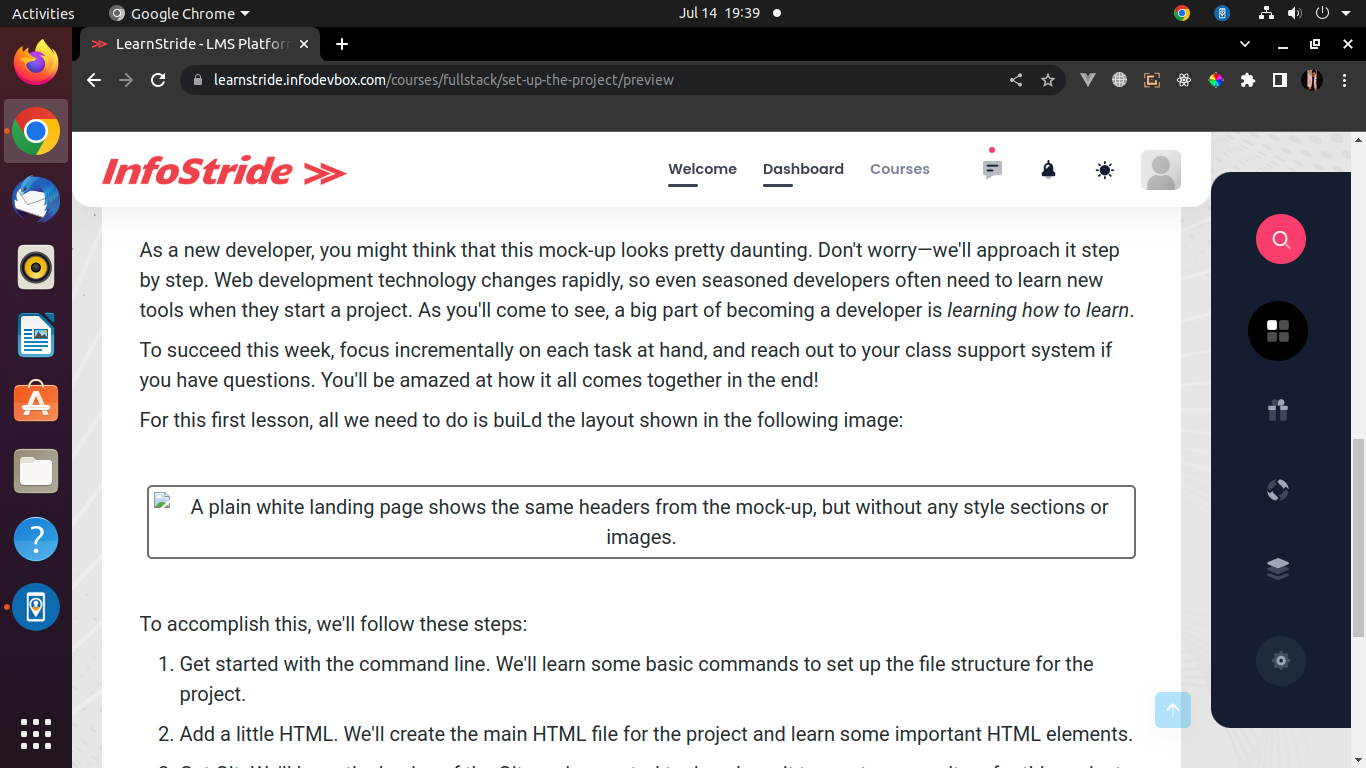 Activities
Google Chrome
Jul 14 19:39
LearnStride - LMS Platfor
learnstride.infodevbox.com/courses/fullstack/set-up-the-project/preview
InfoStride
Welcome
Dashboard
Courses
As a new developer, you might think that this mock-up looks pretty daunting. Don't worry—we'll approach it step
by step. Web development technology changes rapidly, so even seasoned developers often need to learn new
tools when they start a project. As you'll come to see, a big part of becoming a developer is learning how to learn.
To succeed this week, focus incrementally on each task at hand, and reach out to your class support system if
you have questions. You'll be amazed at how it all comes together in the end!
For this first lesson, all we need to do is buiLd the layout shown in the following image:
A plain white landing page shows the same headers from the mock-up, but without any style sections or
images.
To accomplish this, we'll follow these steps:
1. Get started with the command line. We'll learn some basic commands to set up the file structure for the
project.
2. Add a little HTML. We'll create the main HTML file for the project and learn some important HTML elements.